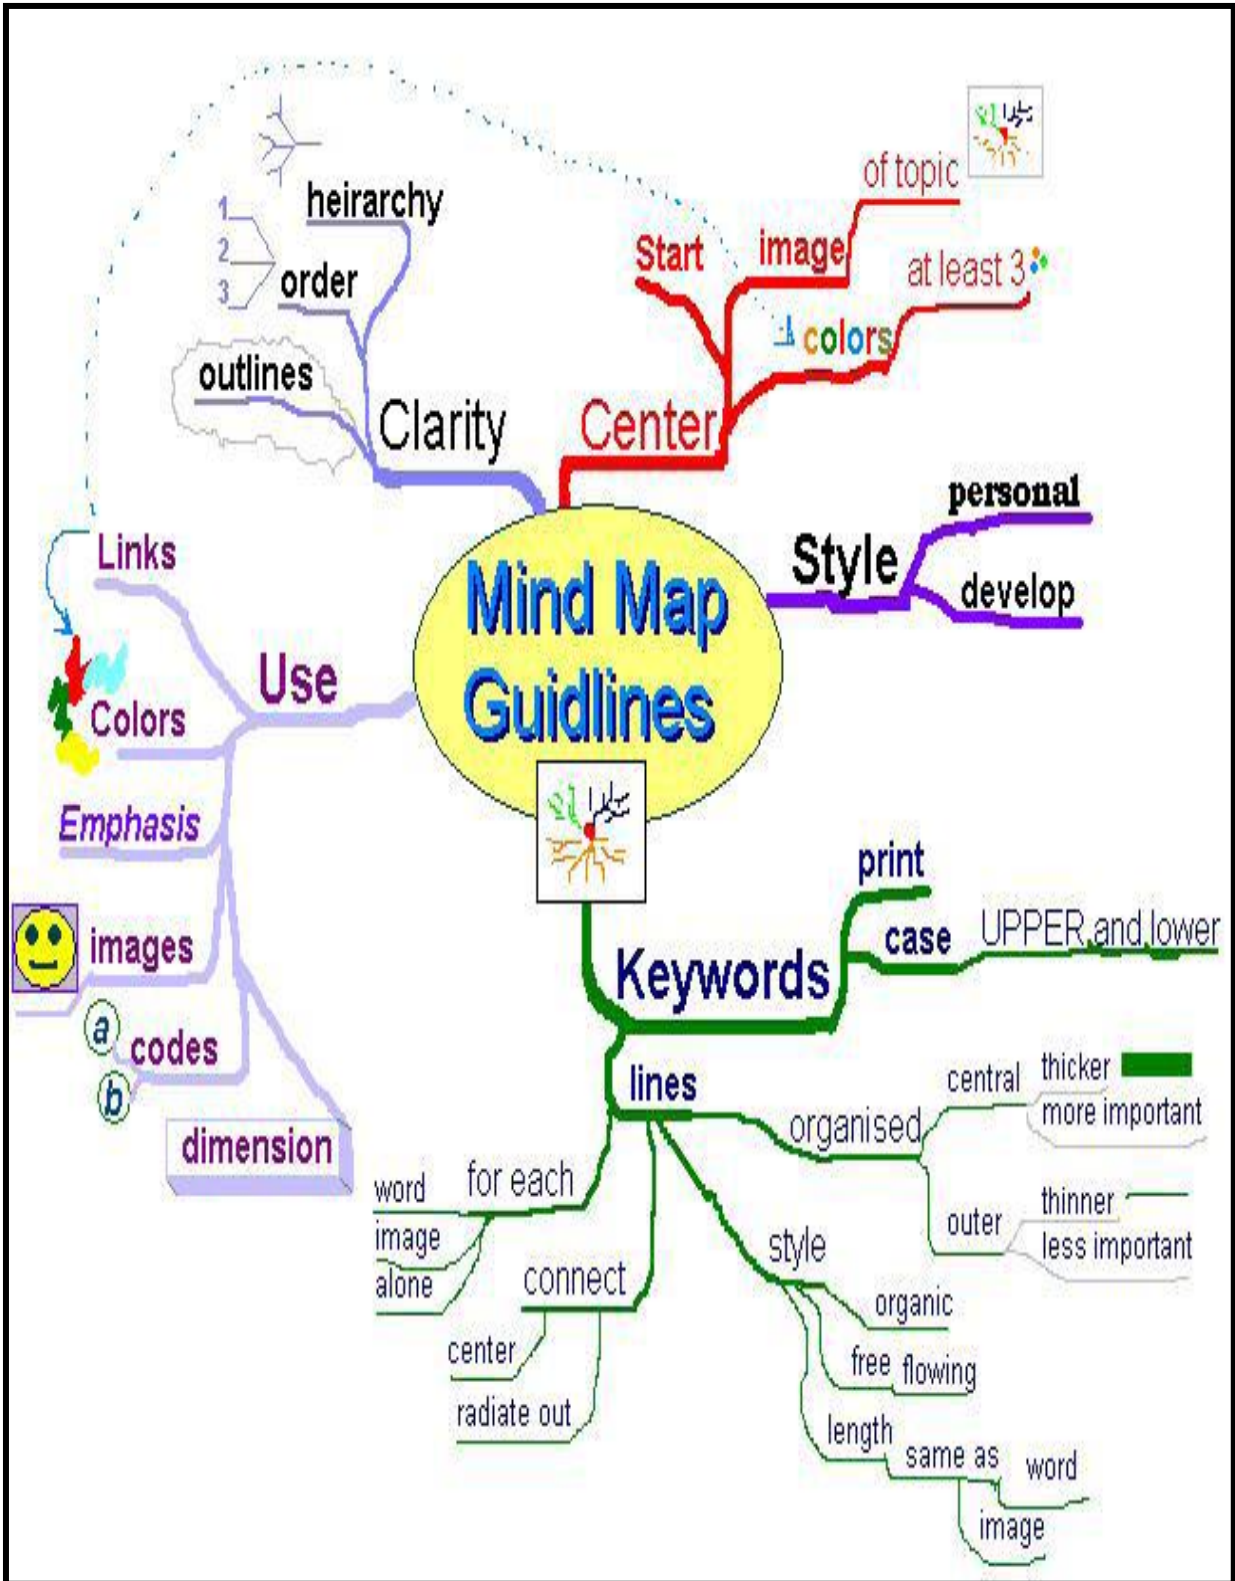 heirarchy
1
2
3
order
outlines
Clarity
Start
image
of topic
colors
at least 3
Center
personal
Style
develop
Mind Map
Guidlines
Links
Use
Colors
Emphasis
images
a
codes
b
dimension
print
case
UPPER and lower
Keywords
lines
organised
central
thicker
more important
outer
thinner
less important
for each
word
image
alone
connect
center
radiate out
style
organic
free flowing
length
same as
word
image